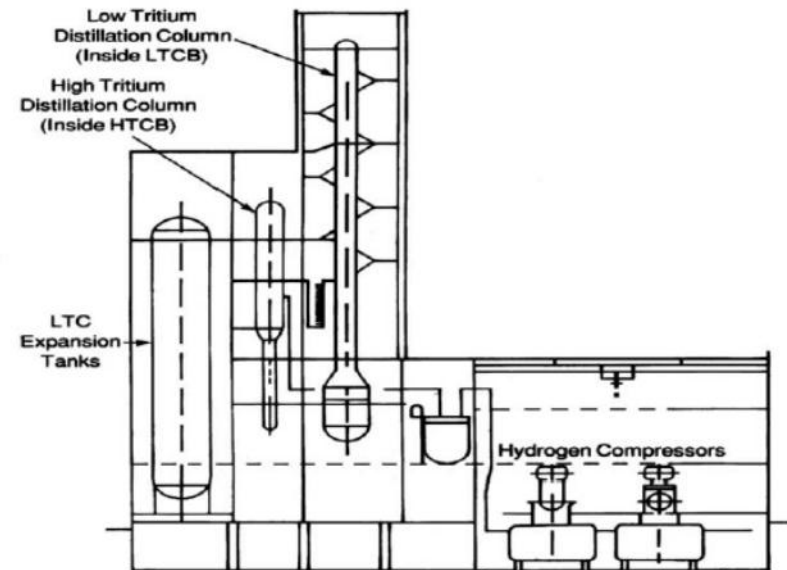 Low Tritium
Distillation Column
(Inside LTCB)
High Tritium
Distillation Column
(Inside HTCB)
LTC
Expansion
Tanks
Hydrogen Compressors